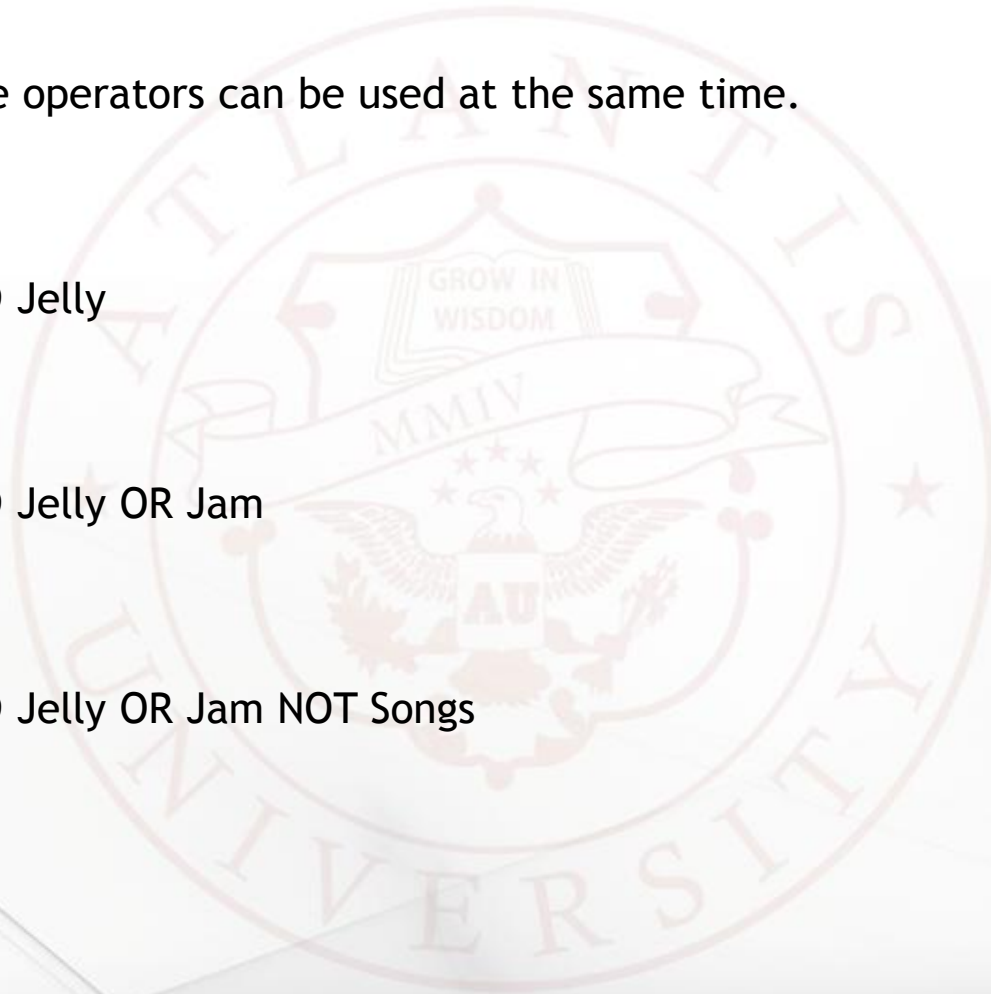 e operators can be used at the same time.
Jelly
Jelly OR Jam
Jelly OR Jam NOT Songs
ATLANTIS
UNIVERSITY
GROW IN
WISDOM
MMIV
AU